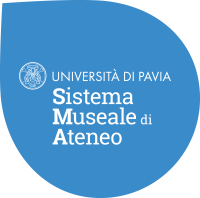 UNIVERSITÀ DI PAVIA
Sistema
Museale di
Ateneo